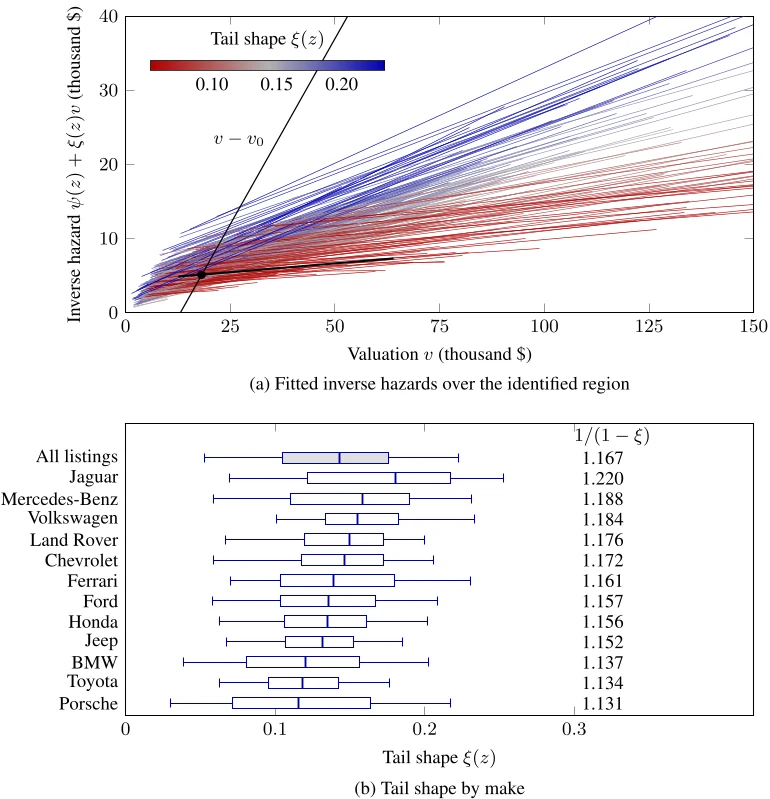 40
30
20
10
0
Inverse hazard ψ(z) + ξ(z)v (thousand $)
Tail shape ξ(z)
0.10 0.15 0.20
v − v₀
0 25 50 75 100 125 150
Valuation v (thousand $)
(a) Fitted inverse hazards over the identified region
1/(1 − ξ)
All listings 1.167
Jaguar 1.220
Mercedes-Benz 1.188
Volkswagen 1.184
Land Rover 1.176
Chevrolet 1.172
Ferrari 1.161
Ford 1.157
Honda 1.156
Jeep 1.152
BMW 1.137
Toyota 1.134
Porsche 1.131
0 0.1 0.2 0.3
Tail shape ξ(z)
(b) Tail shape by make